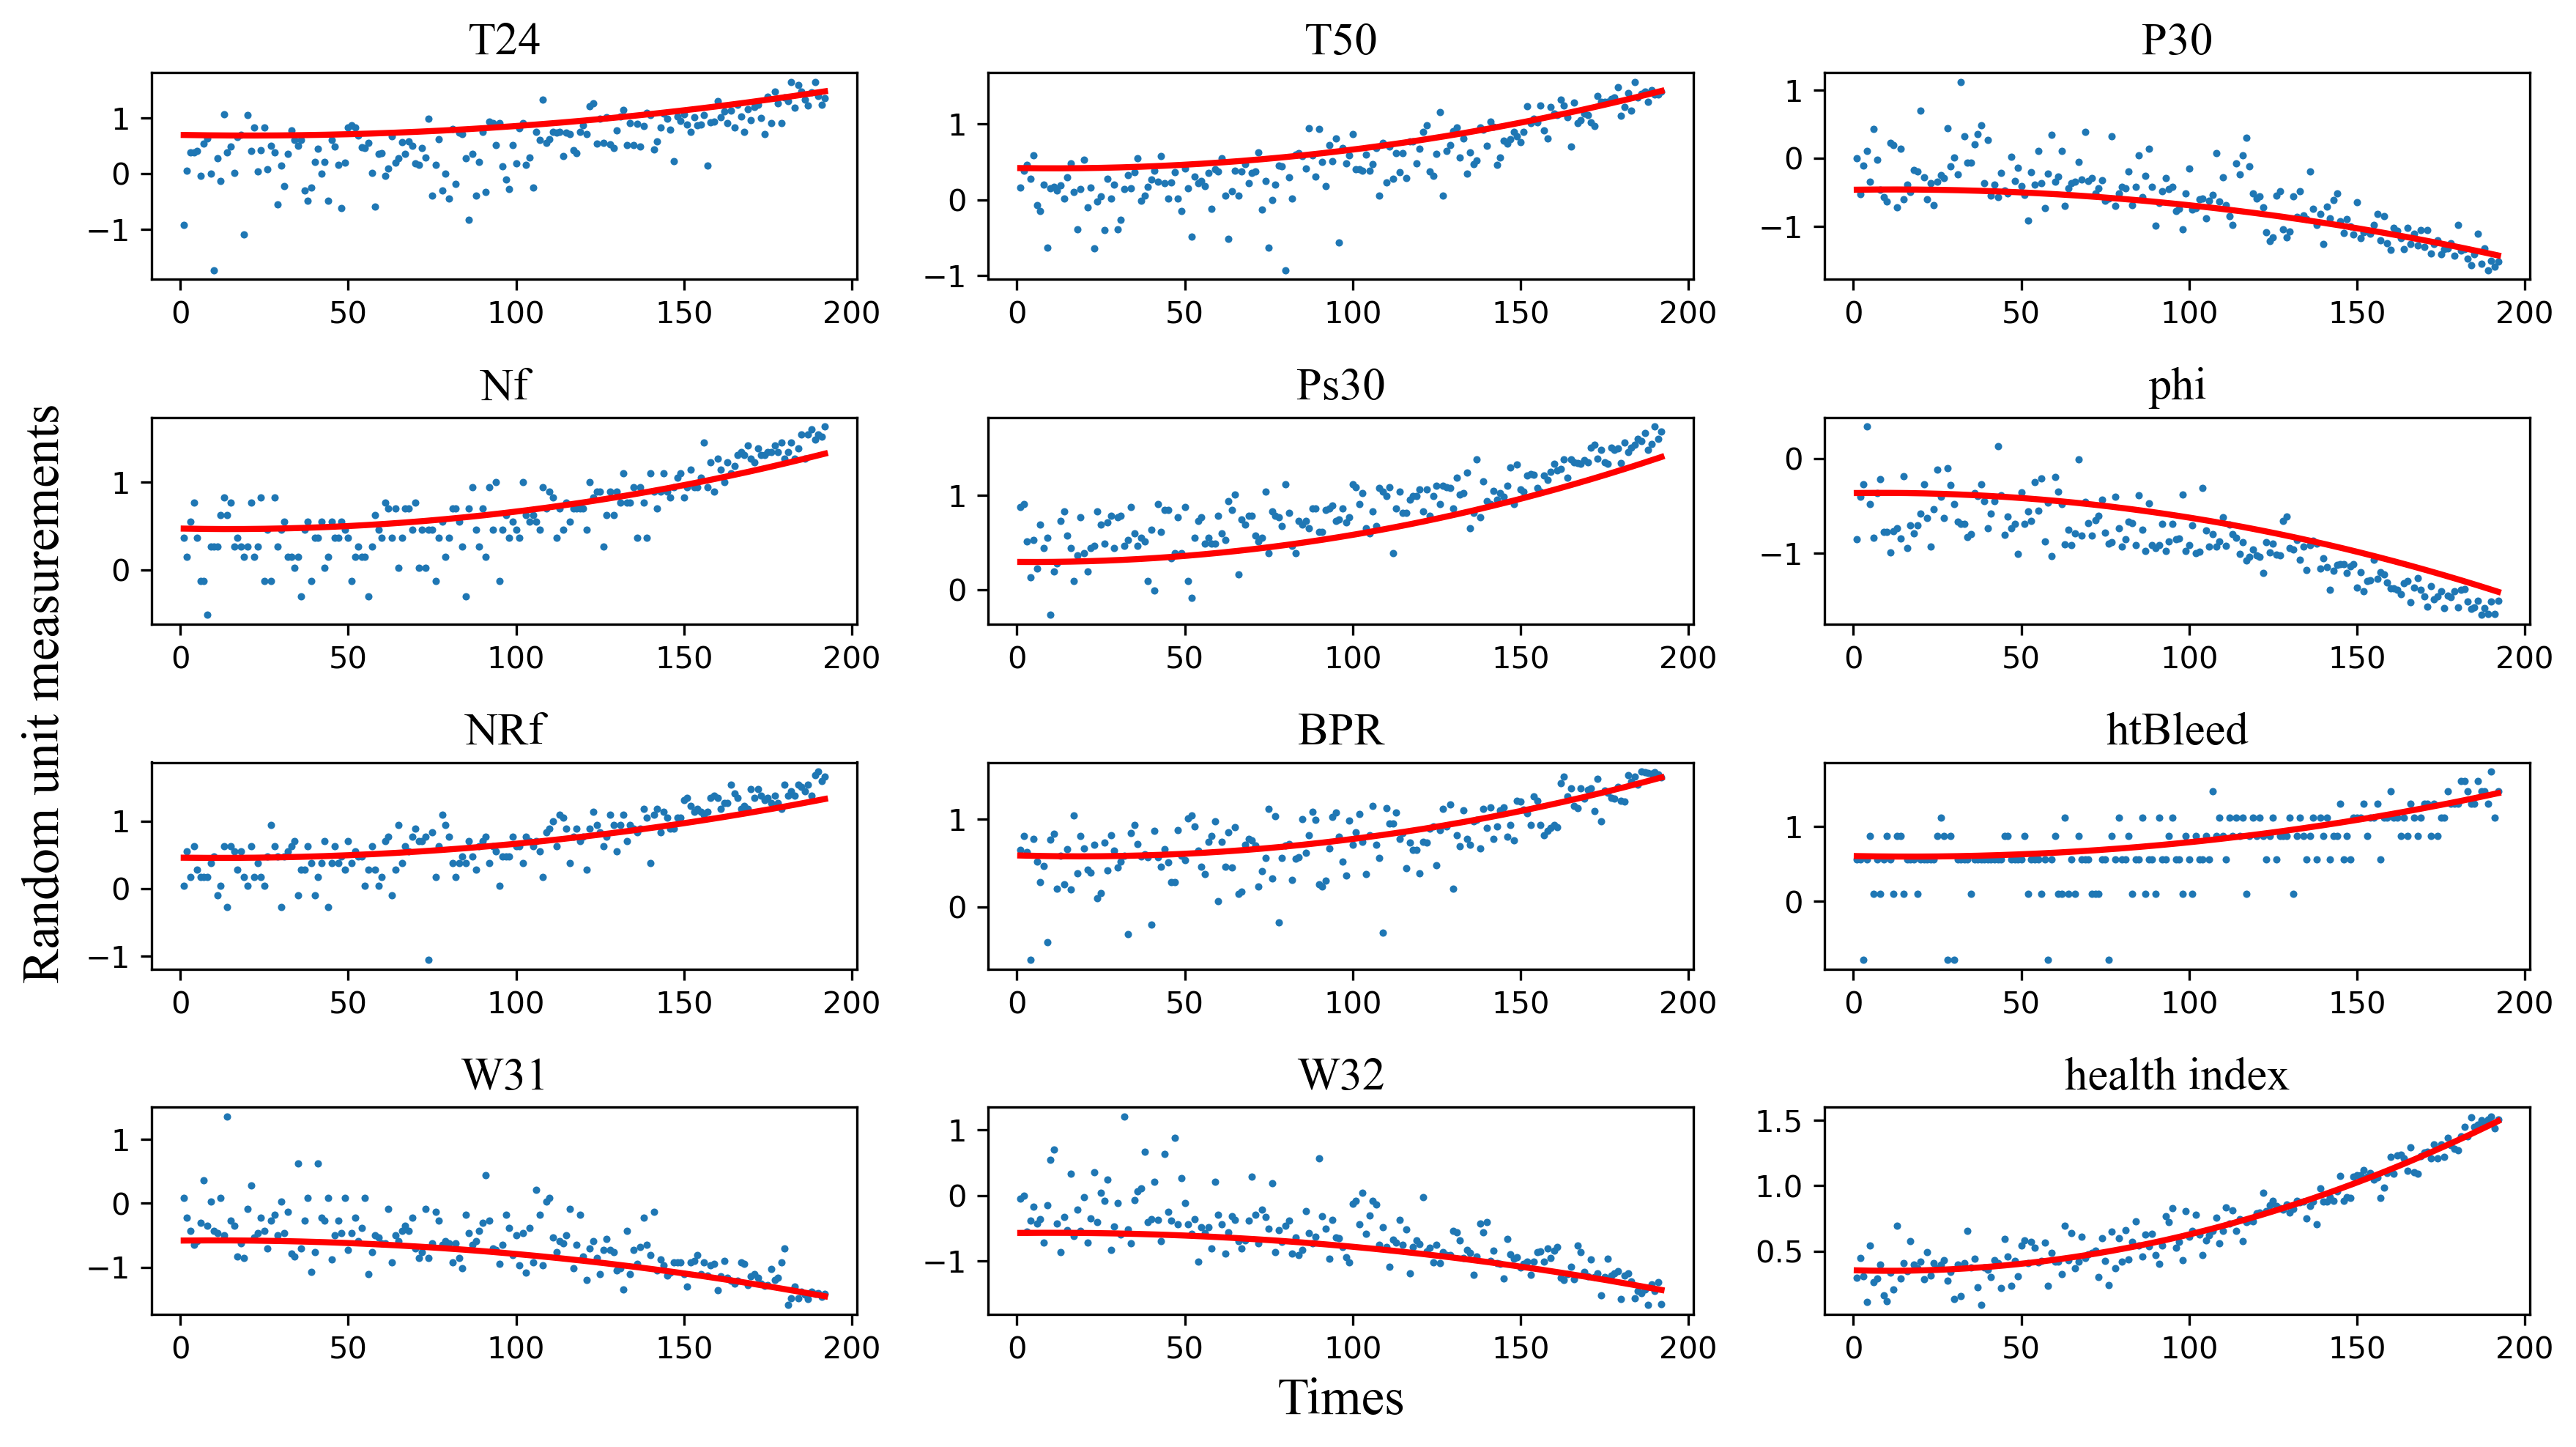 T24 T50 P30
1 0 −1
1 0 −1
1 0 −1
0 50 100 150 200
0 50 100 150 200
0 50 100 150 200
Nf Ps30 phi
1 0
1 0
0 −1
0 50 100 150 200
0 50 100 150 200
0 50 100 150 200
NRf BPR htBleed
1 0 −1
1 0
1 0
0 50 100 150 200
0 50 100 150 200
0 50 100 150 200
W31 W32 health index
1 0 −1
1 0 −1
1.5 1.0 0.5
0 50 100 150 200
0 50 100 150 200
0 50 100 150 200
Random unit measurements
Times